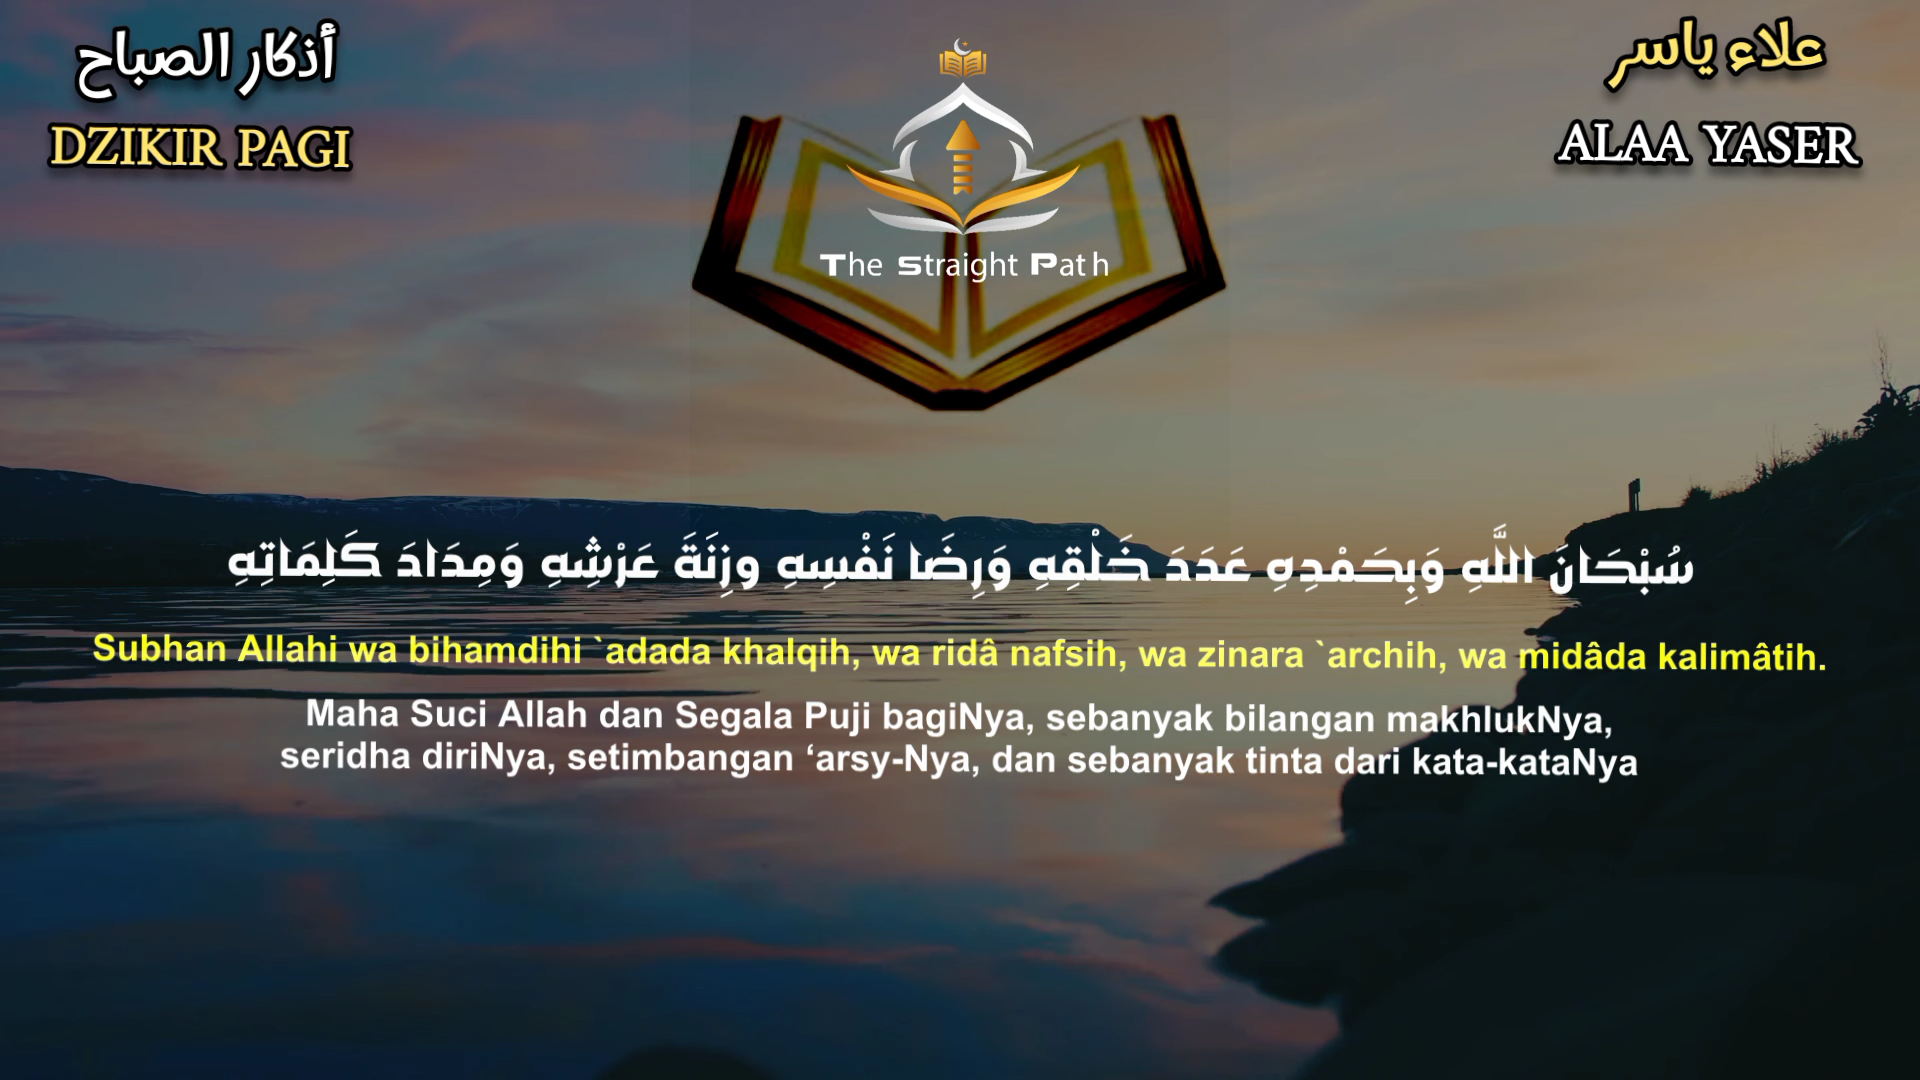 أذكار الصباح
DZIKIR PAGI
علاء ياسر
ALAA YASER
The Straight Path
سُبْحَانَ اللَّهِ وَبِحَمْدِهِ عَدَدَ خَلْقِهِ وَرِضَا نَفْسِهِ وزِنَةَ عَرْشِهِ وَمِدَادَ كَلِمَاتِهِ
Subhan Allahi wa bihamdihi `adada khalqih, wa ridâ nafsih, wa zinara `archih, wa midâda kalimâtih.
Maha Suci Allah dan Segala Puji bagiNya, sebanyak bilangan makhlukNya,
seridha diriNya, setimbangan ‘arsy-Nya, dan sebanyak tinta dari kata-kataNya